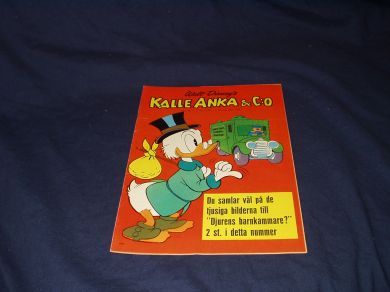 Walt Disney's
KALLE ANKA & C:O
Du samlar väl på de
tjusiga bilderna till
"Djurens barnkammare?"
2 st. i detta nummer